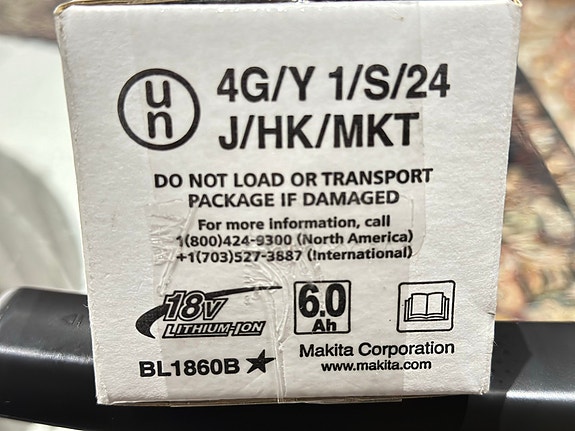 un
4G/Y 1/S/24
J/HK/MKT
DO NOT LOAD OR TRANSPORT
PACKAGE IF DAMAGED
For more information, call
1(800)424-9300 (North America)
+1(703)527-3887 (International)
18V
LITHIUM-ION
6.0
Ah
BL1860B
Makita Corporation
www.makita.com